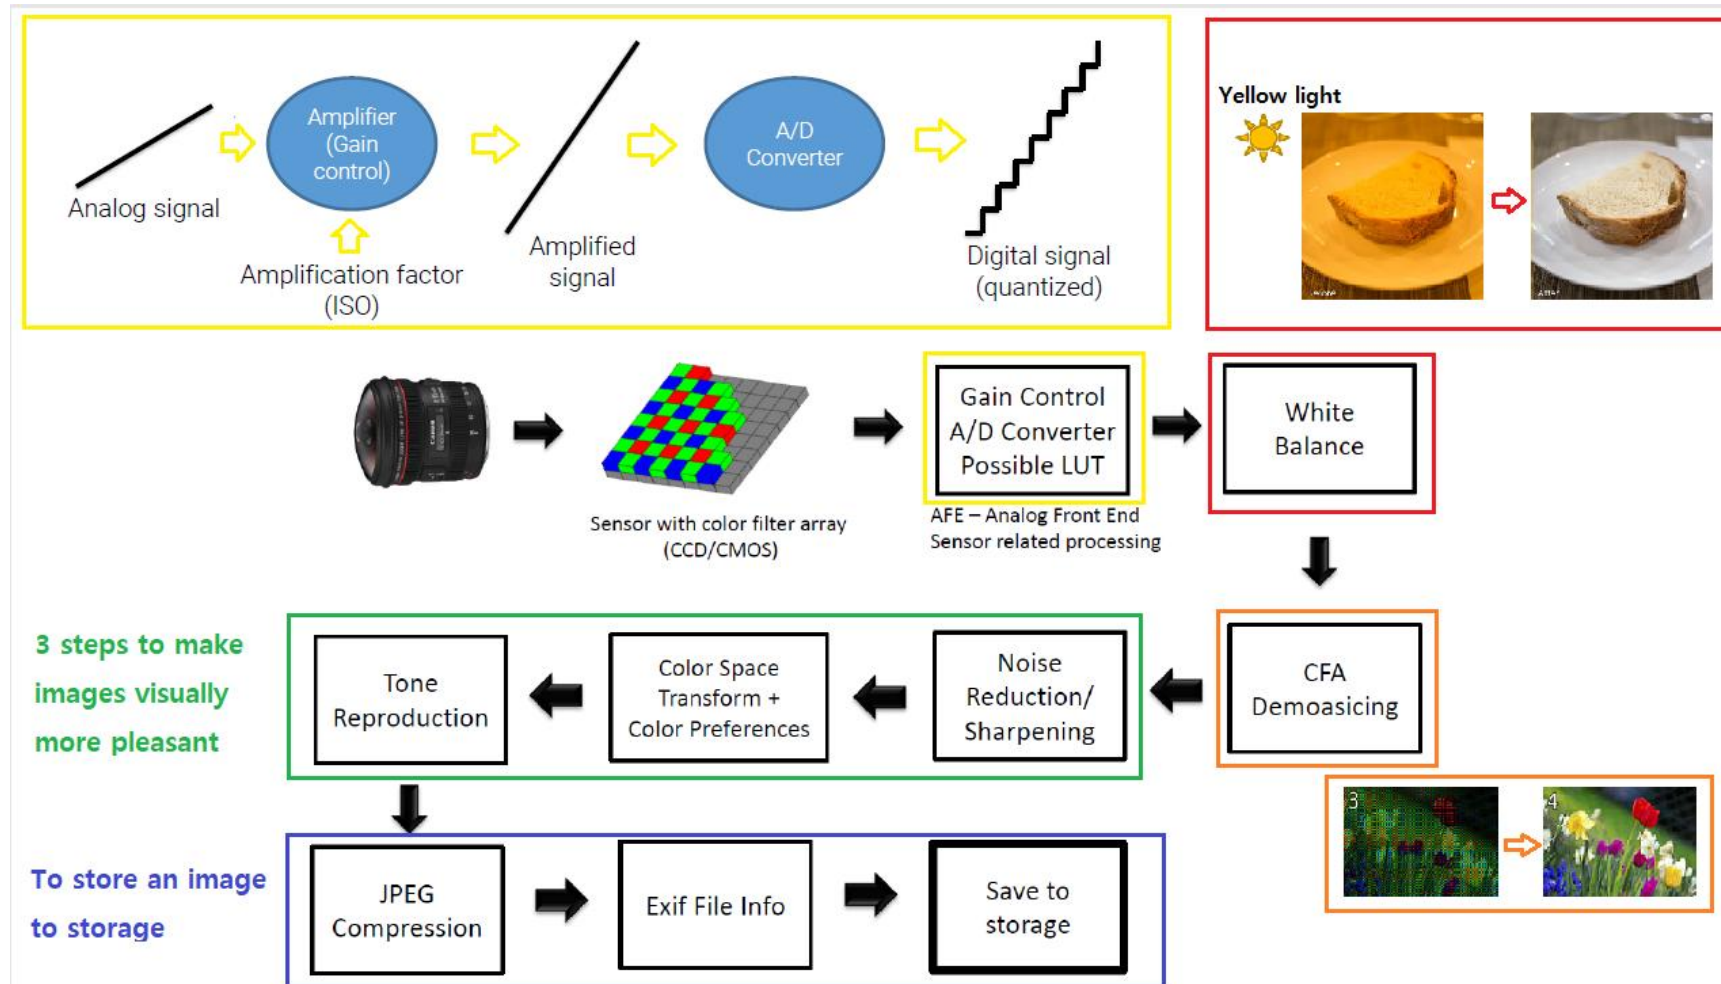 Analog signal
Amplifier
(Gain
control)
Amplification factor
(ISO)
Amplified
signal
A/D
Converter
Digital signal
(quantized)
Yellow light
Sensor with color filter array
(CCD/CMOS)
Gain Control
A/D Converter
Possible LUT
AFE – Analog Front End
Sensor related processing
White
Balance
3 steps to make
images visually
more pleasant
Tone
Reproduction
Color Space
Transform +
Color Preferences
Noise
Reduction/
Sharpening
CFA
Demoasicing
3
4
To store an image
to storage
JPEG
Compression
Exif File Info
Save to
storage